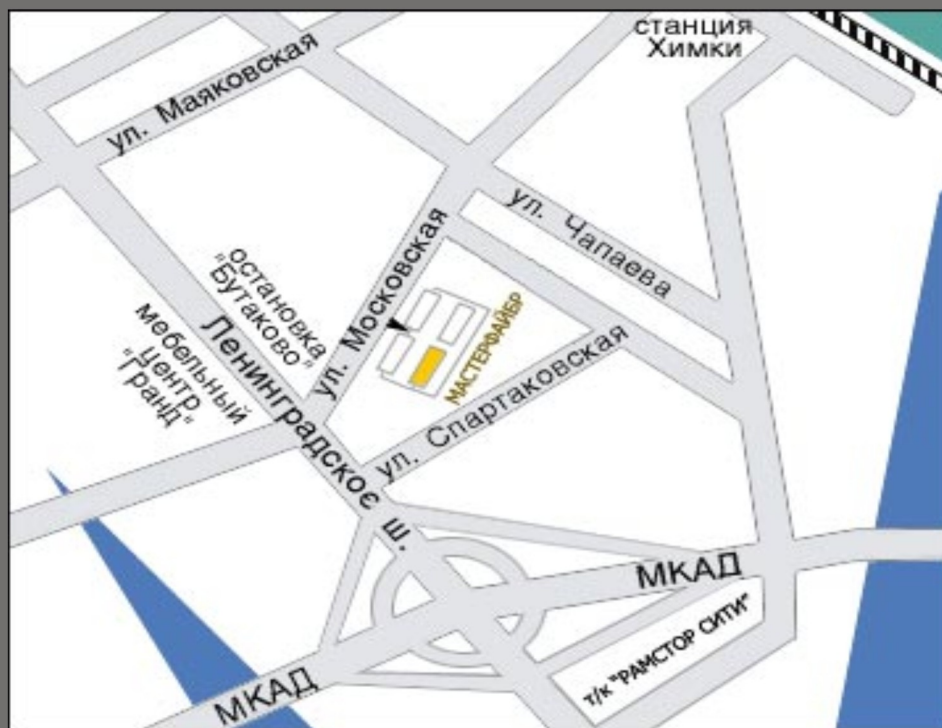 станция
Химки
ул. Маяковская
ул. Чапаева
ул. Московская
остановка
"Бутаково"
МАСТЕРФАЙБР
мебельный
центр
"Гранд"
Ленинградское ш.
ул. Спартаковская
МКАД
т/к "РАМСТОР СИТИ"
МКАД